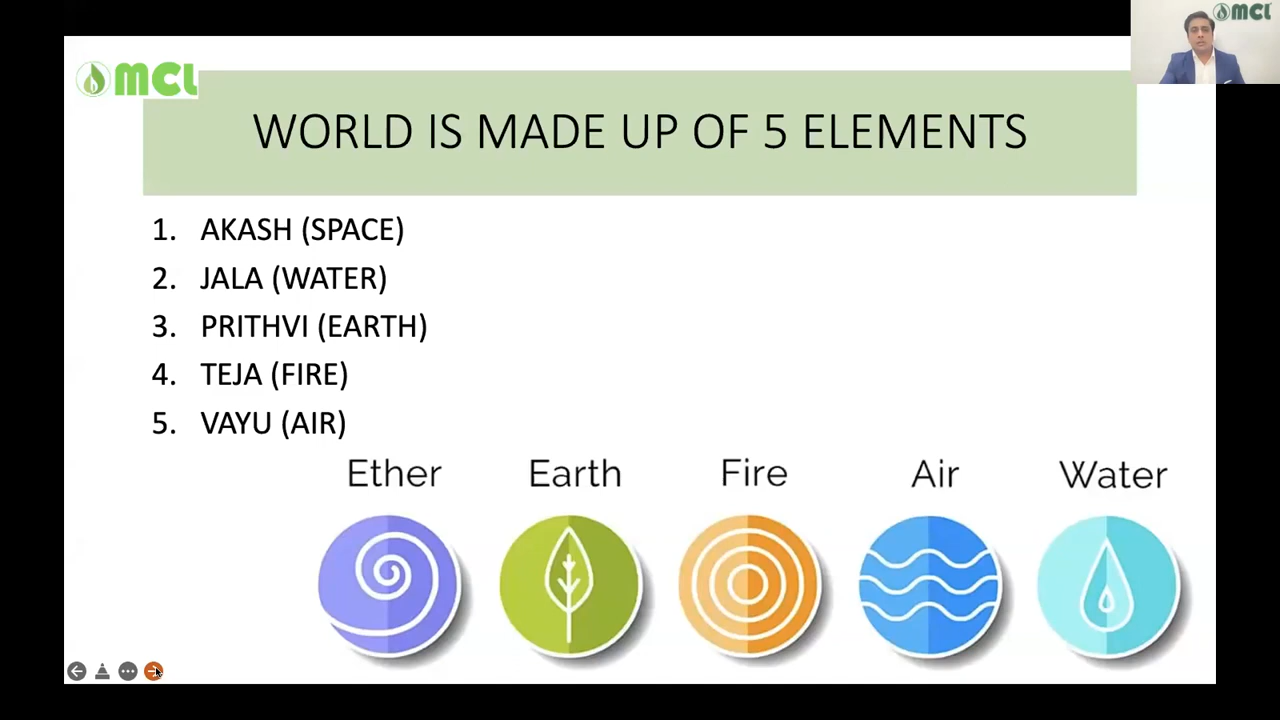 MCL
MCL
WORLD IS MADE UP OF 5 ELEMENTS
1. AKASH (SPACE)
2. JALA (WATER)
3. PRITHVI (EARTH)
4. TEJA (FIRE)
5. VAYU (AIR)
Ether Earth Fire Air Water